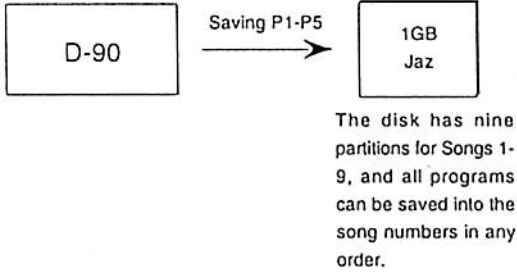 Saving P1-P5
D-90
1GB
Jaz
The disk has nine
partitions for Songs 1-
9, and all programs
can be saved into the
song numbers in any
order.